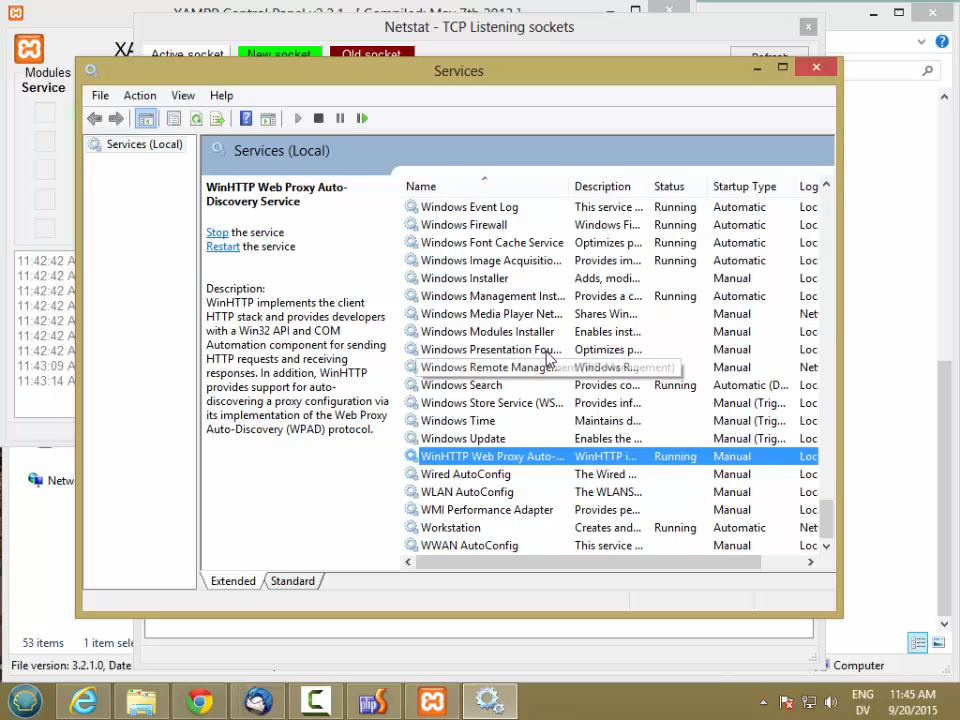 XAMPP Control Panel v3.2.1 [ Compiled: May 7th 2013 ]
Netstat - TCP Listening sockets
XA
Active socket New socket Old socket Refresh
Modules
Service
Services
File Action View Help
Services (Local)
Services (Local)
WinHTTP Web Proxy Auto-
Discovery Service
Stop the service
Restart the service
Description:
WinHTTP implements the client
HTTP stack and provides developers
with a Win32 API and COM
Automation component for sending
HTTP requests and receiving
responses. In addition, WinHTTP
provides support for auto-
discovering a proxy configuration via
its implementation of the Web Proxy
Auto-Discovery (WPAD) protocol.
Name Description Status Startup Type Log
Windows Event Log This service ... Running Automatic Loc
Windows Firewall Windows Fi... Running Automatic Loc
Windows Font Cache Service Optimizes p... Running Automatic Loc
Windows Image Acquisitio... Provides im... Running Automatic Loc
Windows Installer Adds, modi... Manual Loc
Windows Management Inst... Provides a c... Running Automatic Loc
Windows Media Player Net... Shares Win... Manual Net
Windows Modules Installer Enables inst... Manual Loc
Windows Presentation Fou... Optimizes p... Manual Loc
Windows Remote Manage... Windows R... Manual Net
Windows Search Provides co... Running Automatic (D... Loc
Windows Store Service (WS... Provides inf... Manual (Trig... Loc
Windows Time Maintains d... Manual (Trig... Loc
Windows Update Enables the ... Manual (Trig... Loc
WinHTTP Web Proxy Auto-... WinHTTP i... Running Manual Loc
Wired AutoConfig The Wired ... Manual Loc
WLAN AutoConfig The WLANS... Manual Loc
WMI Performance Adapter Provides pe... Manual Loc
Workstation Creates and... Running Automatic Net
WWAN AutoConfig This service ... Manual Loc
Extended Standard
11:42:42 A
11:42:42 A
11:42:42 A
11:42:42 A
11:42:42 A
11:42:42 A
11:42:42 A
11:43:09 A
11:43:14 A
Netw
53 items 1 item sele
File version: 3.2.1.0, Date
Computer
ENG 11:45 AM
DV 9/20/2015